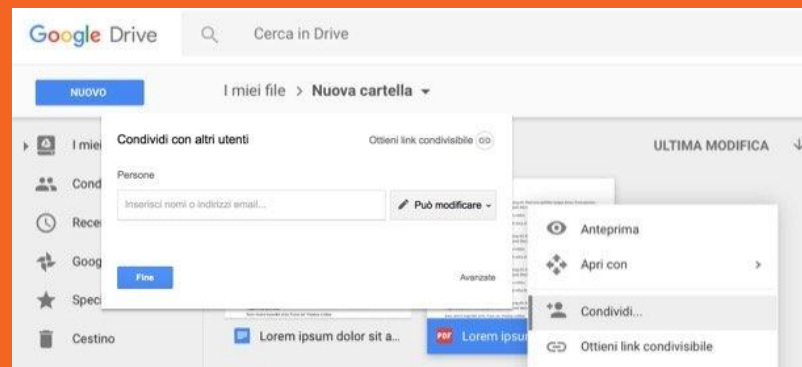 Google Drive
Cerca in Drive
NUOVO
I miei file > Nuova cartella
I miei
Condividi con altri utenti
Ottieni link condivisibile
ULTIMA MODIFICA
Cond
Persone
Inserisci nomi o indirizzi email...
Può modificare
Rece
Anteprima
Goog
Apri con
Fine
Avanzate
Speci
Condividi...
Cestino
Lorem ipsum dolor sit a...
PDF
Lorem ipsu
Ottieni link condivisibile